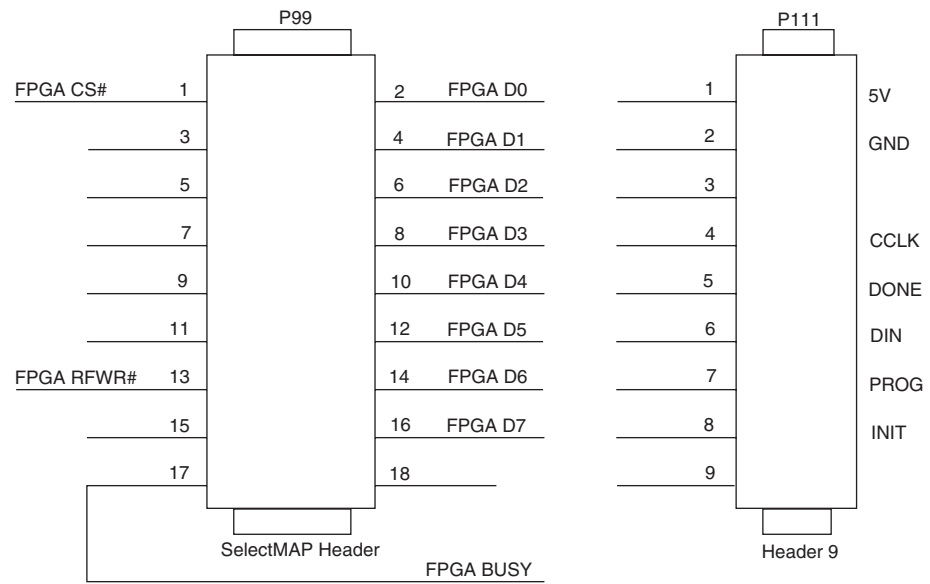 P99
P111
FPGA CS# 1 2 FPGA D0
1 5V
3 4 FPGA D1
2 GND
5 6 FPGA D2
3
7 8 FPGA D3
4 CCLK
9 10 FPGA D4
5 DONE
11 12 FPGA D5
6 DIN
FPGA RFWR# 13 14 FPGA D6
7 PROG
15 16 FPGA D7
8 INIT
17 18
9
SelectMAP Header
Header 9
FPGA BUSY